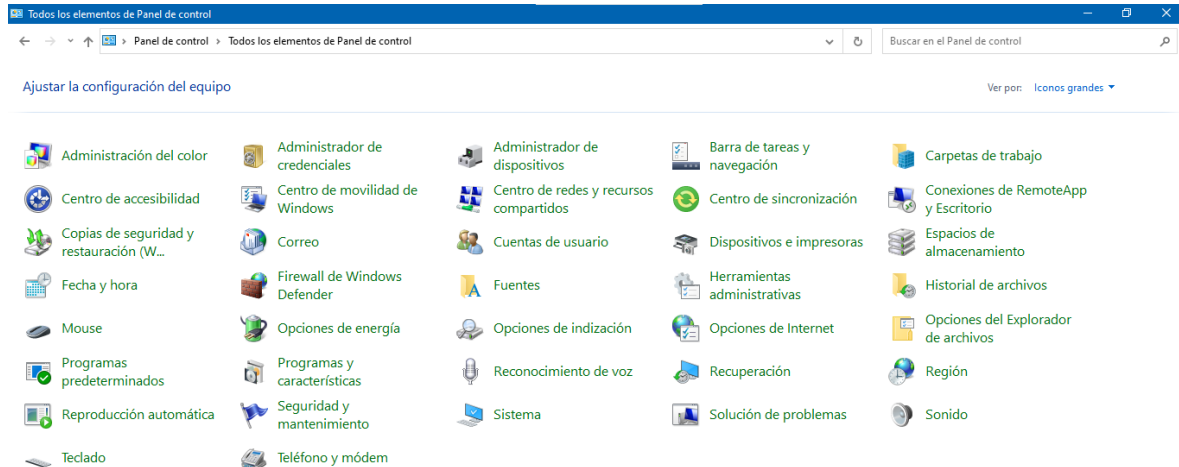 Todos los elementos de Panel de control
Panel de control > Todos los elementos de Panel de control
Buscar en el Panel de control
Ajustar la configuración del equipo
Ver por: Iconos grandes
Administración del color
Administrador de
credenciales
Administrador de
dispositivos
Barra de tareas y
navegación
Carpetas de trabajo
Centro de accesibilidad
Centro de movilidad de
Windows
Centro de redes y recursos
compartidos
Centro de sincronización
Conexiones de RemoteApp
y Escritorio
Copias de seguridad y
restauración (W...
Correo
Cuentas de usuario
Dispositivos e impresoras
Espacios de
almacenamiento
Fecha y hora
Firewall de Windows
Defender
Fuentes
Herramientas
administrativas
Historial de archivos
Mouse
Opciones de energía
Opciones de indización
Opciones de Internet
Opciones del Explorador
de archivos
Programas
predeterminados
Programas y
características
Reconocimiento de voz
Recuperación
Región
Reproducción automática
Seguridad y
mantenimiento
Sistema
Solución de problemas
Sonido
Teclado
Teléfono y módem